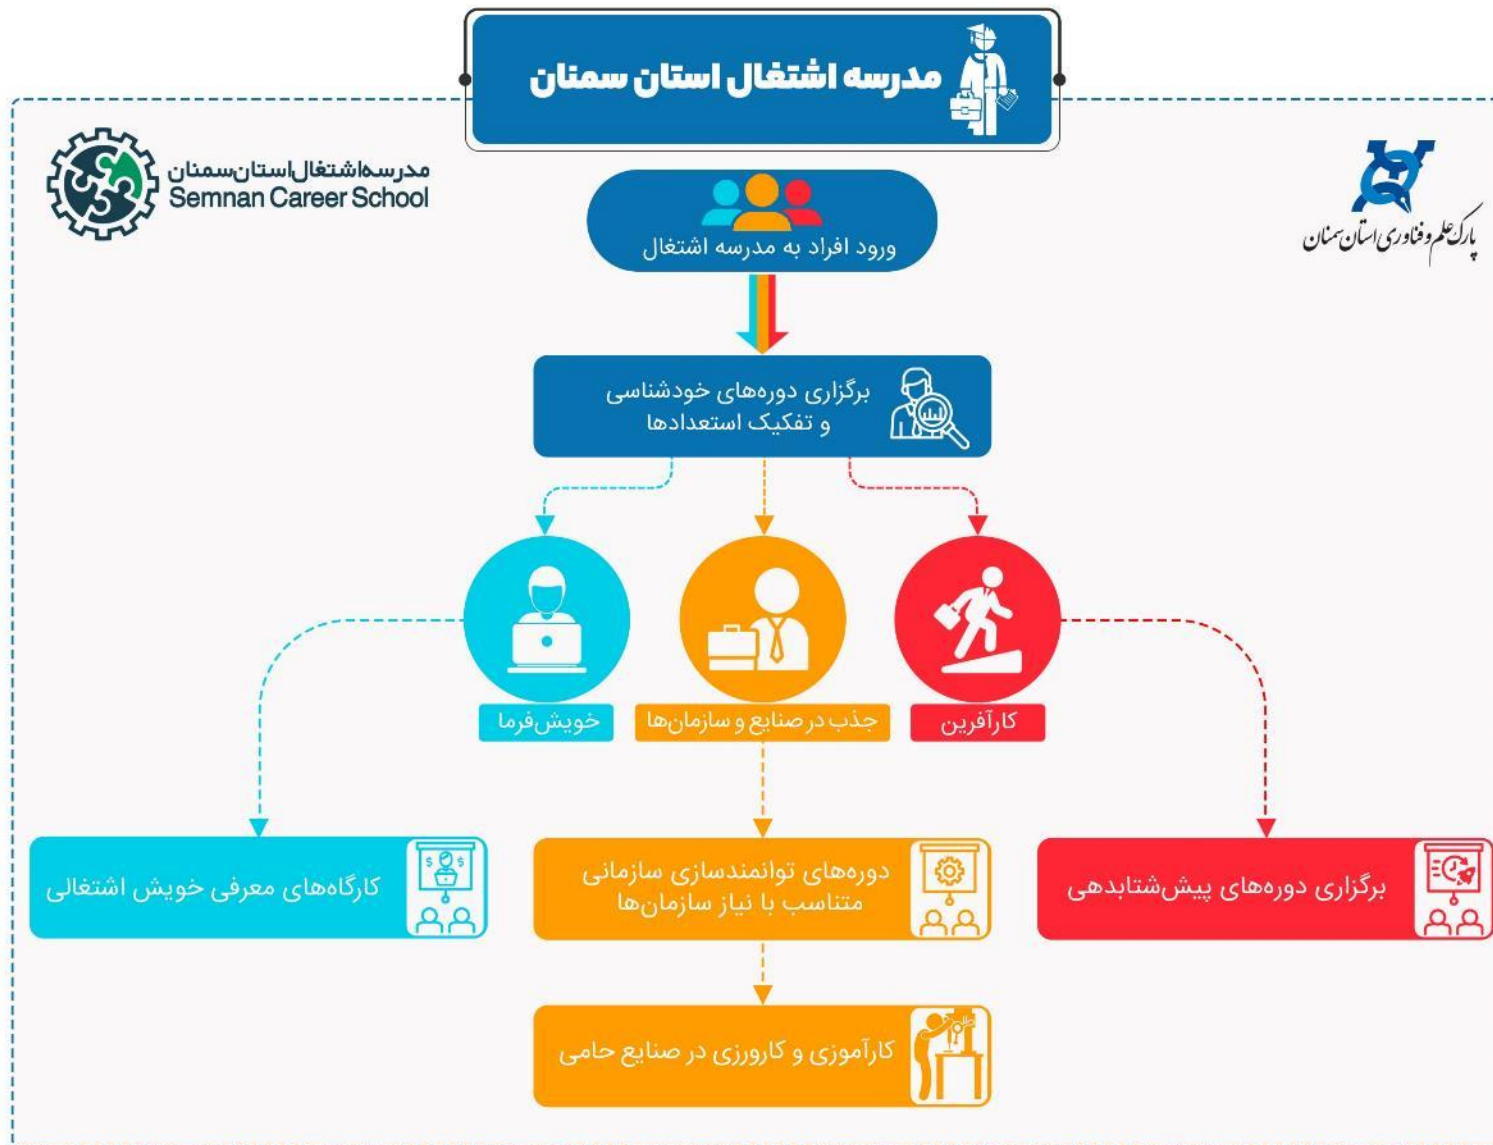 مدرسه اشتغال استان سمنان
پارک علم و فناوری استان سمنان
مدرسه‌اشتغال‌استان‌سمنان
Semnan Career School
ورود افراد به مدرسه اشتغال
برگزاری دوره‌های خودشناسی
و تفکیک استعدادها
کارآفرین
جذب در صنایع و سازمان‌ها
خویش‌فرما
برگزاری دوره‌های پیش‌شتابدهی
دوره‌های توانمندسازی سازمانی
متناسب با نیاز سازمان‌ها
کارگاه‌های معرفی خویش اشتغالی
کارآموزی و کارورزی در صنایع حامی